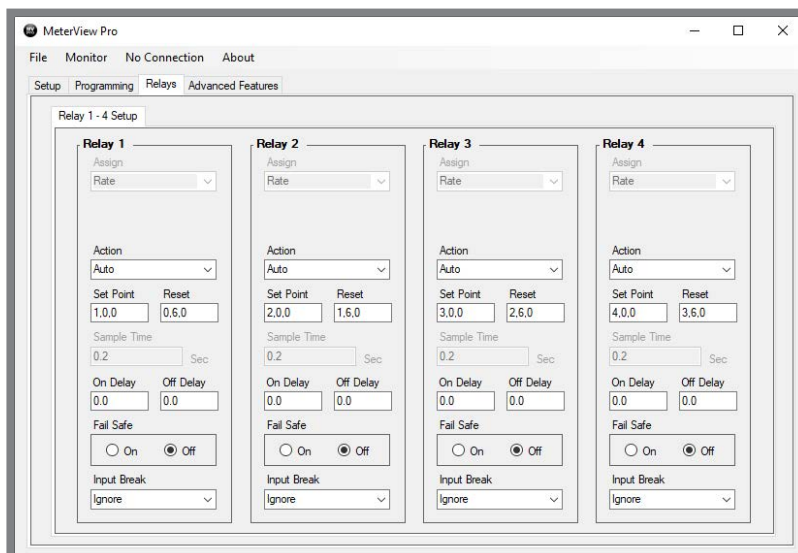 MeterView Pro
File Monitor No Connection About
Setup Programming Relays Advanced Features
Relay 1 - 4 Setup
Relay 1
Assign
Rate
Action
Auto
Set Point Reset
1,0,0 0,6,0
Sample Time
0.2 Sec
On Delay Off Delay
0.0 0.0
Fail Safe
On Off
Input Break
Ignore
Relay 2
Assign
Rate
Action
Auto
Set Point Reset
2,0,0 1,6,0
Sample Time
0.2 Sec
On Delay Off Delay
0.0 0.0
Fail Safe
On Off
Input Break
Ignore
Relay 3
Assign
Rate
Action
Auto
Set Point Reset
3,0,0 2,6,0
Sample Time
0.2 Sec
On Delay Off Delay
0.0 0.0
Fail Safe
On Off
Input Break
Ignore
Relay 4
Assign
Rate
Action
Auto
Set Point Reset
4,0,0 3,6,0
Sample Time
0.2 Sec
On Delay Off Delay
0.0 0.0
Fail Safe
On Off
Input Break
Ignore